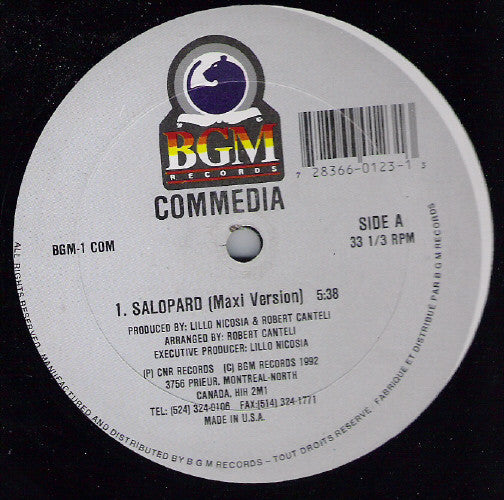 BGM
RECORDS
COMMEDIA
7 28366-0123-1 3
BGM-1 COM
SIDE A
33 1/3 RPM
1. SALOPARD (Maxi Version) 5:38
PRODUCED BY: LILLO NICOSIA & ROBERT CANTELI
ARRANGED BY: ROBERT CANTELI
EXECUTIVE PRODUCER: LILLO NICOSIA
(P) CNR RECORDS (C) BGM RECORDS 1992
3756 PRIEUR, MONTREAL-NORTH
CANADA, HIH 2M1
TEL: (524) 324-0106 FAX:(514) 324-1771
MADE IN U.S.A.
ALL RIGHTS RESERVED. MANUFACTURED AND DISTRIBUTED BY B G M RECORDS – TOUT DROITS RESERVÉ, FABRIQUE ET DISTRIBUÉ PAR B G M RECORDS